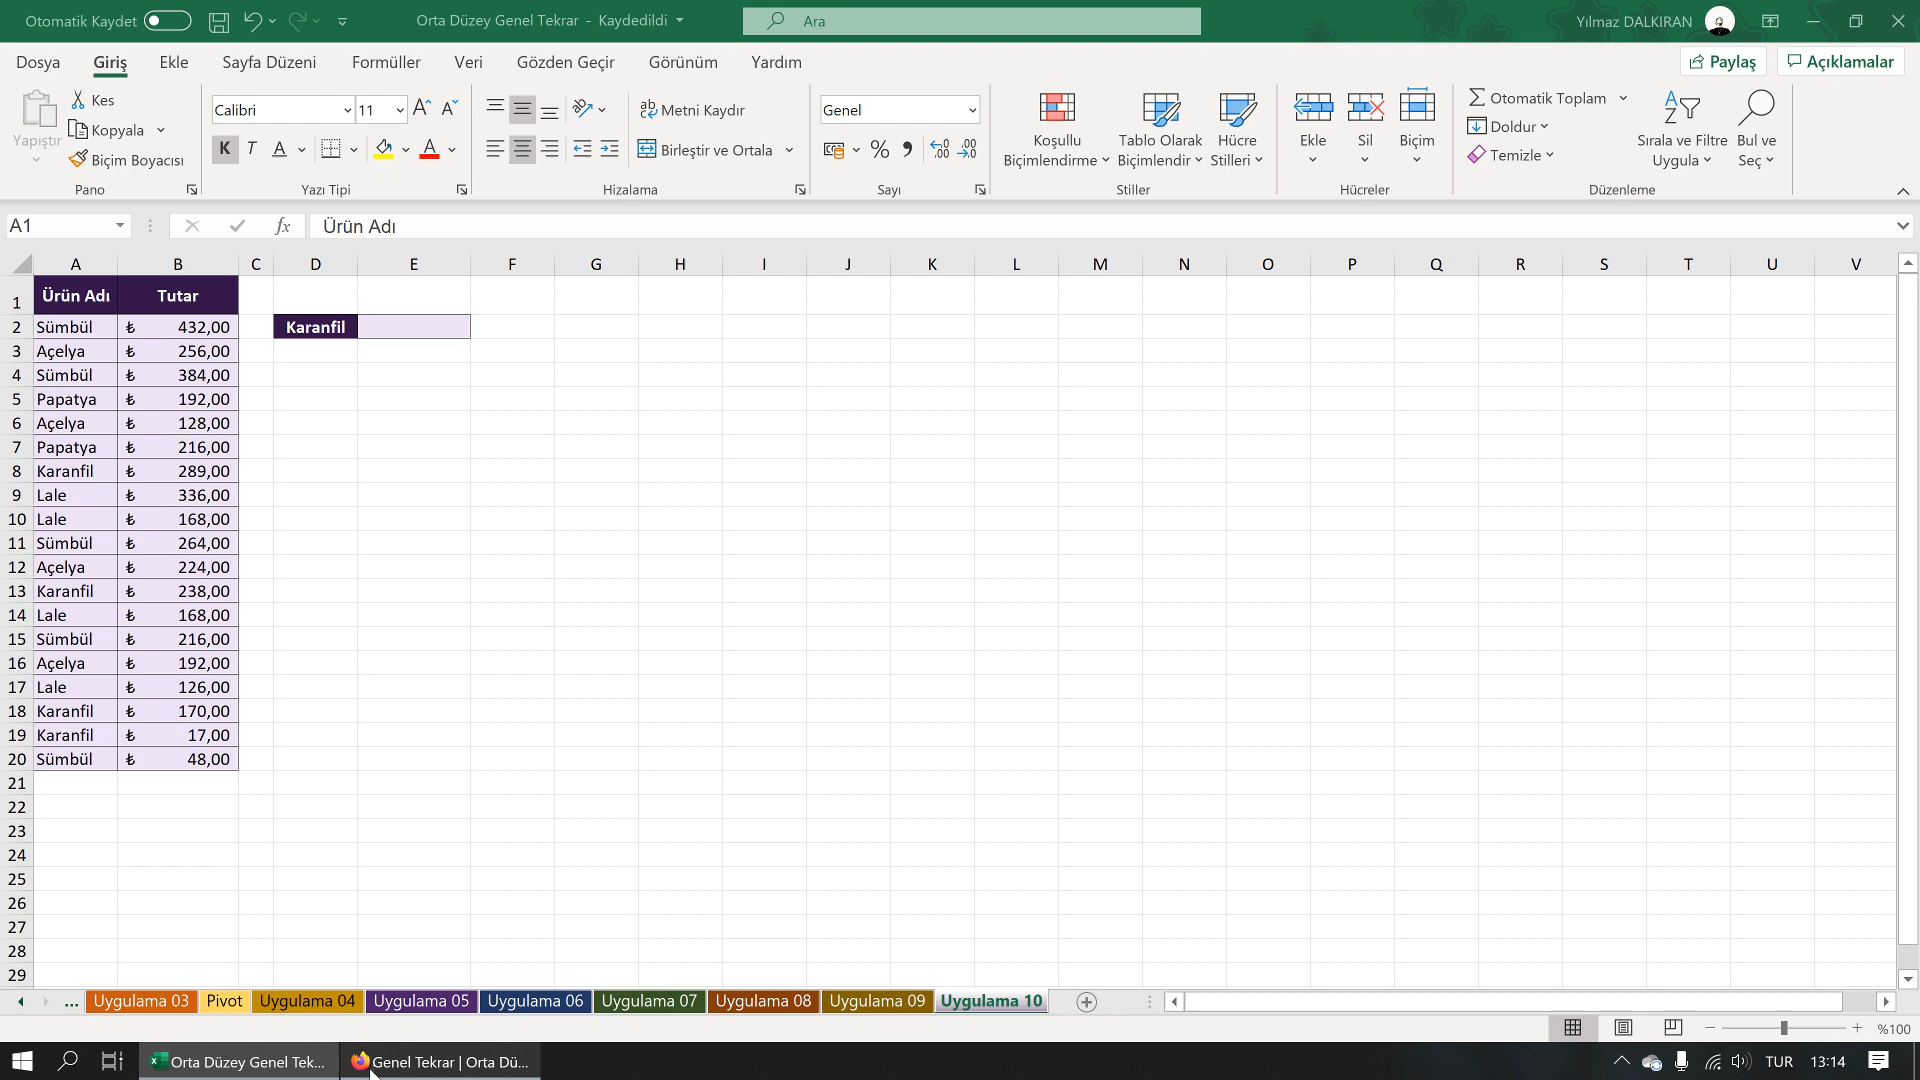 Otomatik Kaydet
Orta Düzey Genel Tekrar - Kaydedildi
Ara
Yılmaz DALKIRAN
Dosya Giriş Ekle Sayfa Düzeni Formüller Veri Gözden Geçir Görünüm Yardım
Paylaş Açıklamalar
Yapıştır
Kes
Kopyala
Biçim Boyacısı
Pano
Calibri 11
K T A A
Yazı Tipi
Metni Kaydır
Birleştir ve Ortala
Hizalama
Genel
Sayı
Koşullu Biçimlendirme
Tablo Olarak Biçimlendir
Hücre Stilleri
Stiller
Ekle Sil Biçim
Hücreler
Otomatik Toplam
Doldur
Temizle
Sırala ve Filtre Uygula
Bul ve Seç
Düzenleme
A1 fx Ürün Adı
A B C D E F G H I J K L M N O P Q R S T U V
1 Ürün Adı Tutar
2 Sümbül ₺ 432,00 Karanfil
3 Açelya ₺ 256,00
4 Sümbül ₺ 384,00
5 Papatya ₺ 192,00
6 Açelya ₺ 128,00
7 Papatya ₺ 216,00
8 Karanfil ₺ 289,00
9 Lale ₺ 336,00
10 Lale ₺ 168,00
11 Sümbül ₺ 264,00
12 Açelya ₺ 224,00
13 Karanfil ₺ 238,00
14 Lale ₺ 168,00
15 Sümbül ₺ 216,00
16 Açelya ₺ 192,00
17 Lale ₺ 126,00
18 Karanfil ₺ 170,00
19 Karanfil ₺ 17,00
20 Sümbül ₺ 48,00
21
22
23
24
25
26
27
28
29
... Uygulama 03 Pivot Uygulama 04 Uygulama 05 Uygulama 06 Uygulama 07 Uygulama 08 Uygulama 09 Uygulama 10
%100
Orta Düzey Genel Tek... Genel Tekrar | Orta Dü... TUR 13:14